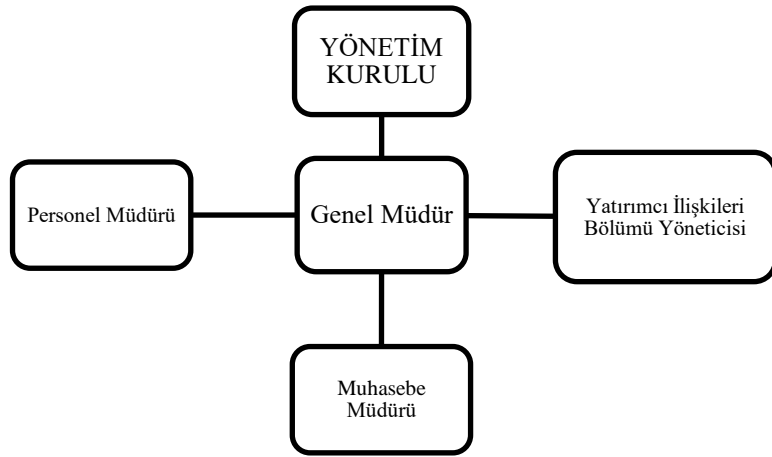 YÖNETİM
KURULU
Personel Müdürü
Genel Müdür
Yatırımcı İlişkileri
Bölümü Yöneticisi
Muhasebe
Müdürü